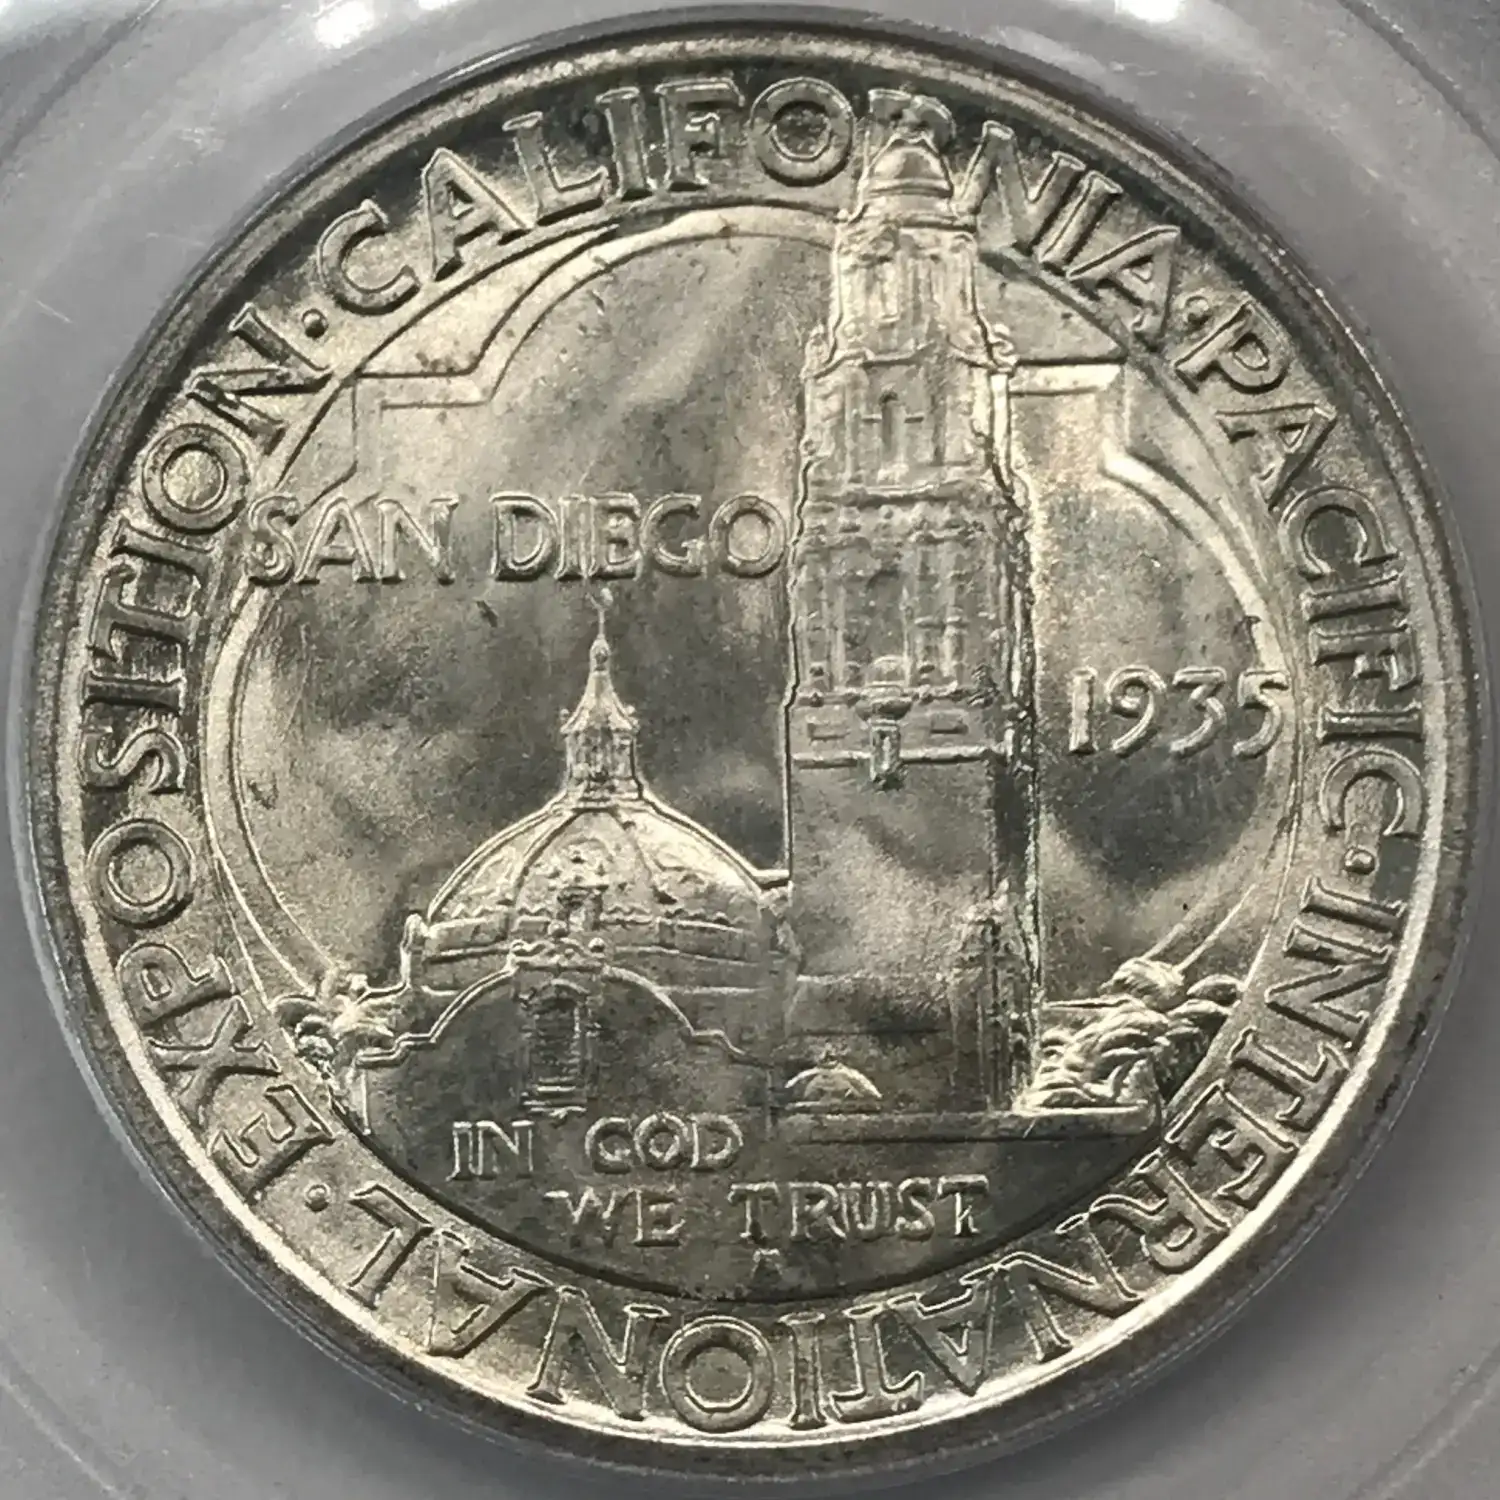 CALIFORNIA · PACIFIC · INTERNATIONAL · EXPOSITION ·
SAN DIEGO
1935
IN GOD
WE TRUST